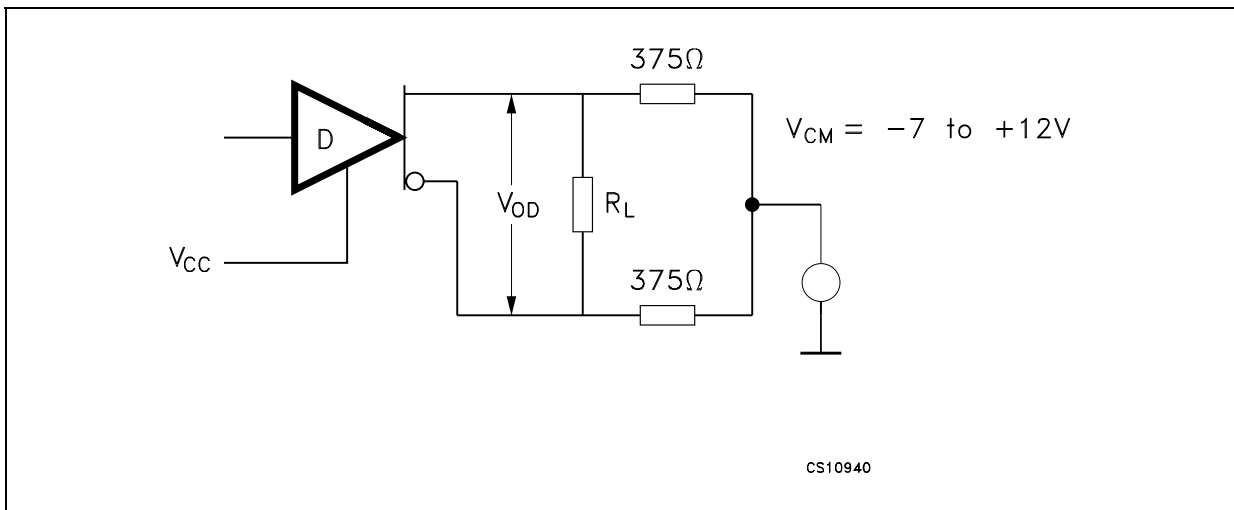 375Ω
V_CM = -7 to +12V
D
V_OD
R_L
V_CC
375Ω
CS10940